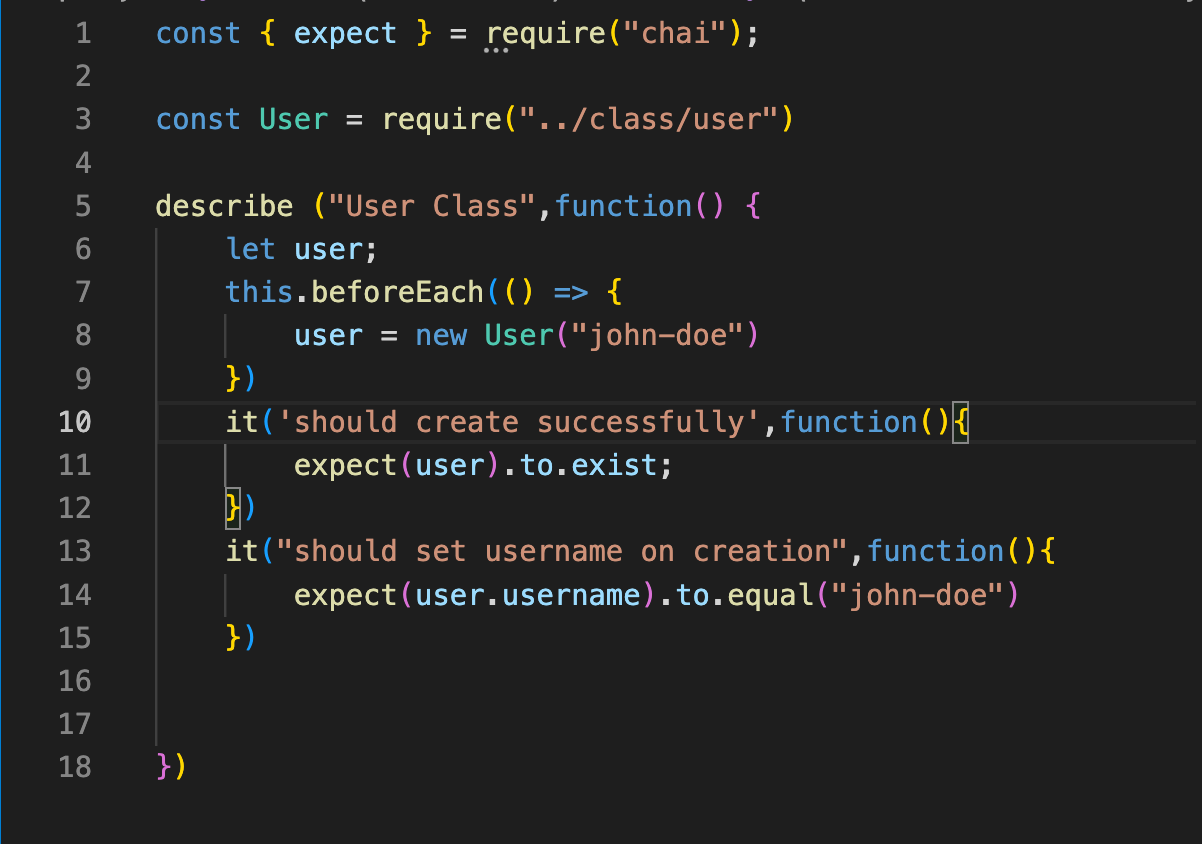 1 const { expect } = require("chai");
2
3 const User = require("../class/user")
4
5 describe ("User Class",function() {
6 let user;
7 this.beforeEach(() => {
8 user = new User("john-doe")
9 })
10 it('should create successfully',function(){
11 expect(user).to.exist;
12 })
13 it("should set username on creation",function(){
14 expect(user.username).to.equal("john-doe")
15 })
16
17
18 })